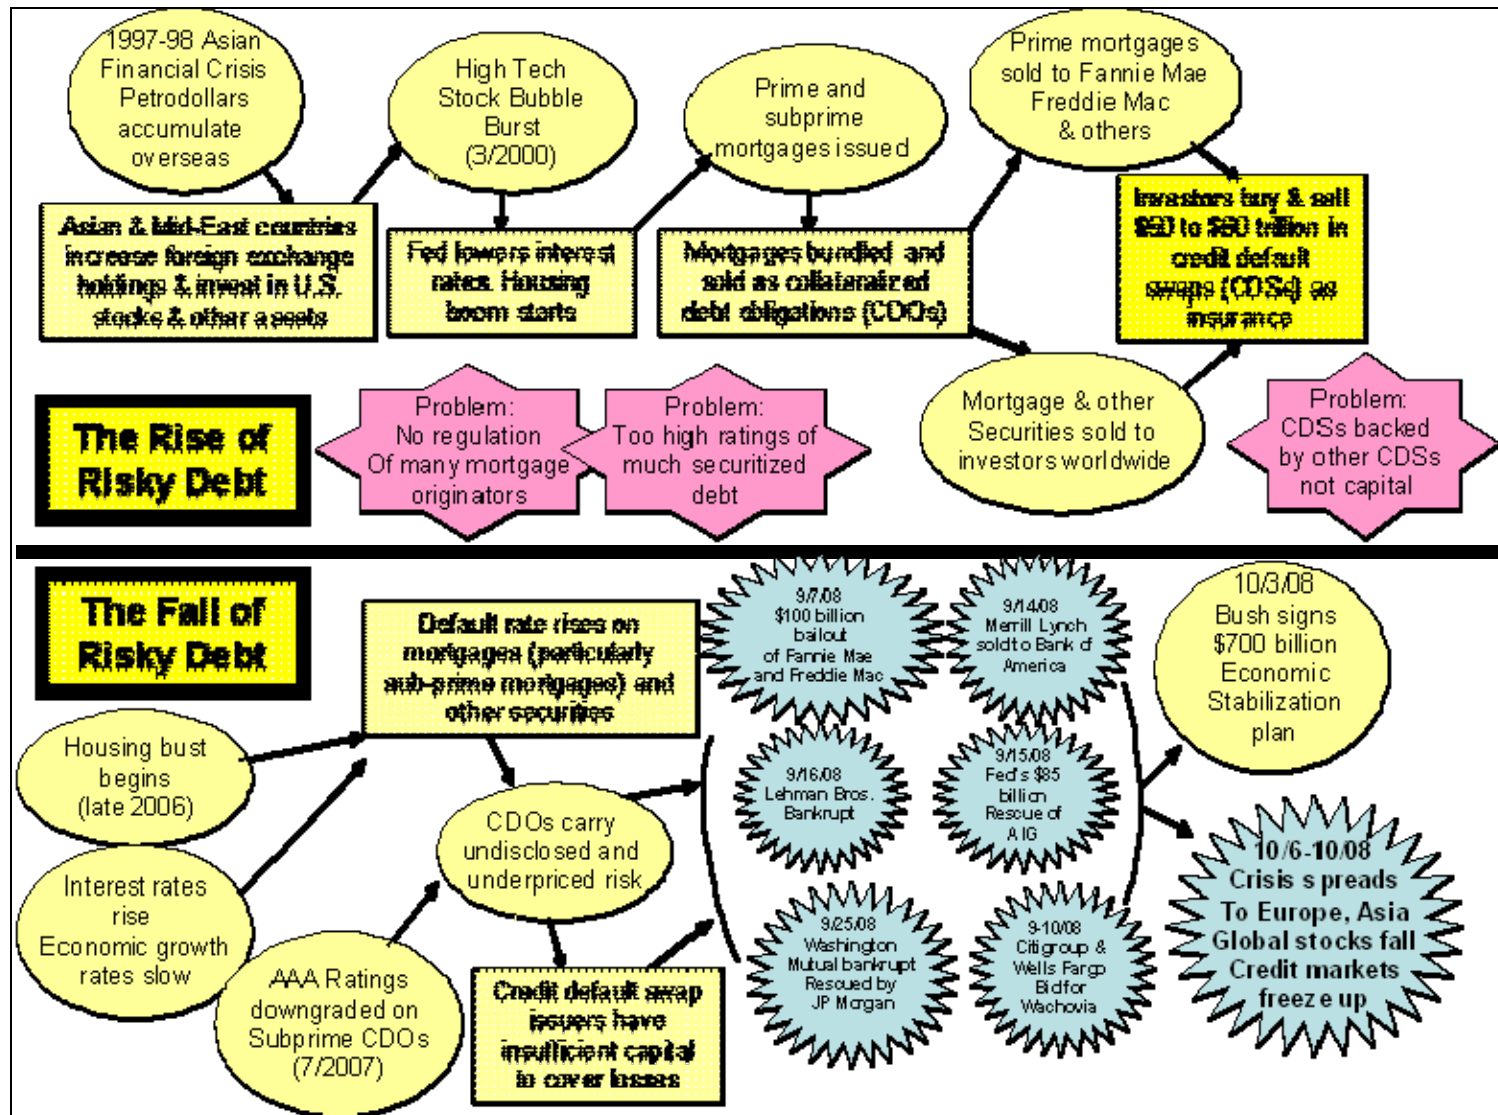 1997-98 Asian
Financial Crisis
Petrodollars
accumulate
overseas
High Tech
Stock Bubble
Burst
(3/2000)
Prime and
subprime
mortgages issued
Prime mortgages
sold to Fannie Mae
Freddie Mac
& others
Asian & Mid-East countries
increase foreign exchange
holdings & invest in U.S.
stocks & other assets
Fed lowers interest
rates. Housing
boom starts
Mortgages bundled and
sold as collateralized
debt obligations (CDOs)
Investors buy & sell
$50 to $60 trillion in
credit default
swaps (CDSs) as
insurance
The Rise of
Risky Debt
Problem:
No regulation
Of many mortgage
originators
Problem:
Too high ratings of
much securitized
debt
Mortgage & other
Securities sold to
investors worldwide
Problem:
CDSs backed
by other CDSs
not capital
The Fall of
Risky Debt
Default rate rises on
mortgages (particularly
sub-prime mortgages) and
other securities
9/7/08
$100 billion
bailout
of Fannie Mae
and Freddie Mac
9/14/08
Merrill Lynch
sold to Bank of
America
10/3/08
Bush signs
$700 billion
Economic
Stabilization
plan
Housing bust
begins
(late 2006)
9/16/08
Lehman Bros.
Bankrupt
9/15/08
Fed's $85
billion
Rescue of
AIG
CDOs carry
undisclosed and
underpriced risk
Interest rates
rise
Economic growth
rates slow
10/6-10/08
Crisis spreads
To Europe, Asia
Global stocks fall
Credit markets
freeze up
AAA Ratings
downgraded on
Subprime CDOs
(7/2007)
Credit default swap
issuers have
insufficient capital
to cover losses
9/25/08
Washington
Mutual bankrupt
Rescued by
JP Morgan
9-10/08
Citigroup &
Wells Fargo
Bid for
Wachovia